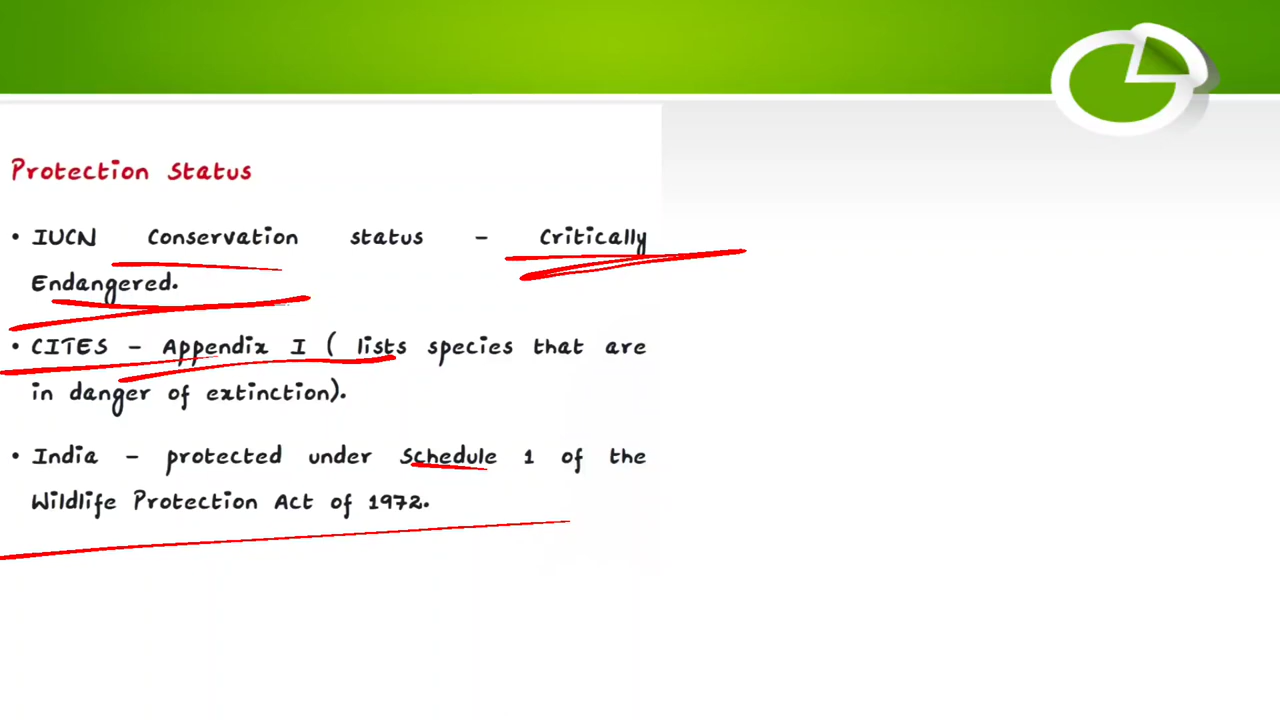 Protection Status
• IUCN Conservation status - Critically
Endangered.
• CITES - Appendix I ( lists species that are
in danger of extinction).
• India - protected under Schedule 1 of the
Wildlife Protection Act of 1972.